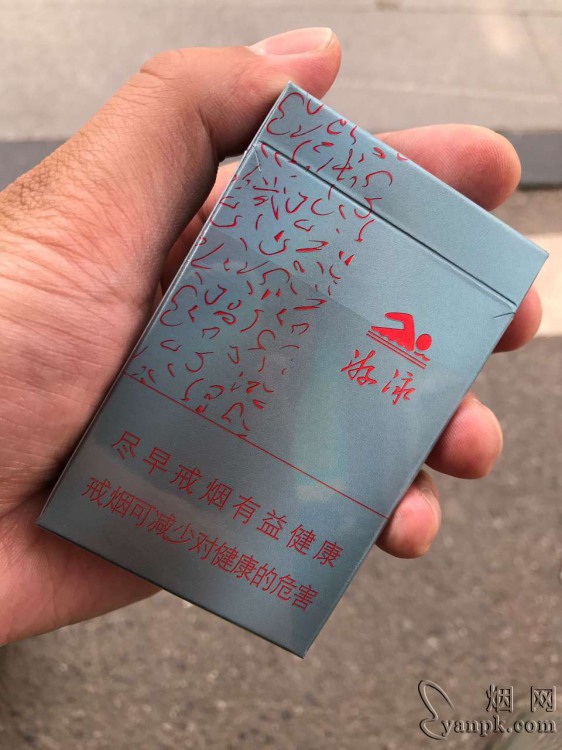 游泳
尽早戒烟有益健康
戒烟可减少对健康的危害
烟网
yanpk.com